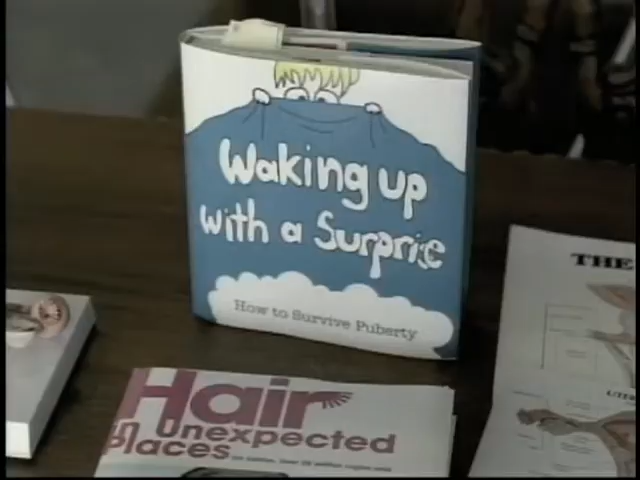 Waking up
with a Surprise
How to Survive Puberty
THE
Hair
in Unexpected
Places